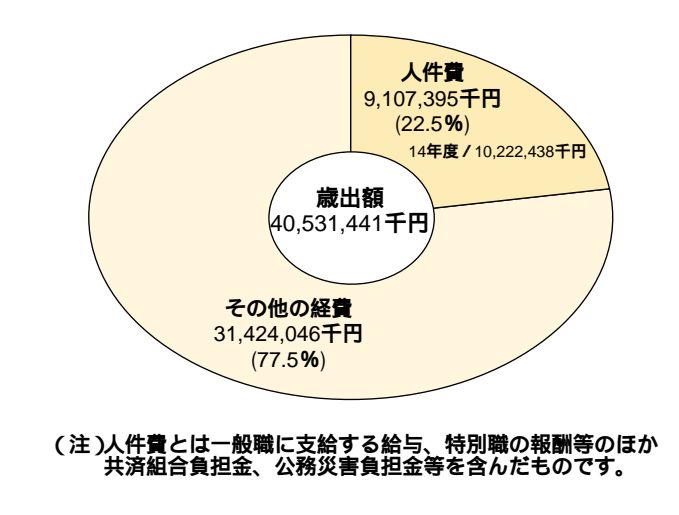 人件費
9,107,395千円
(22.5%)
14年度/10,222,438千円
歳出額
40,531,441千円
その他の経費
31,424,046千円
(77.5%)
(注)人件費とは一般職に支給する給与、特別職の報酬等のほか
共済組合負担金、公務災害負担金等を含んだものです。